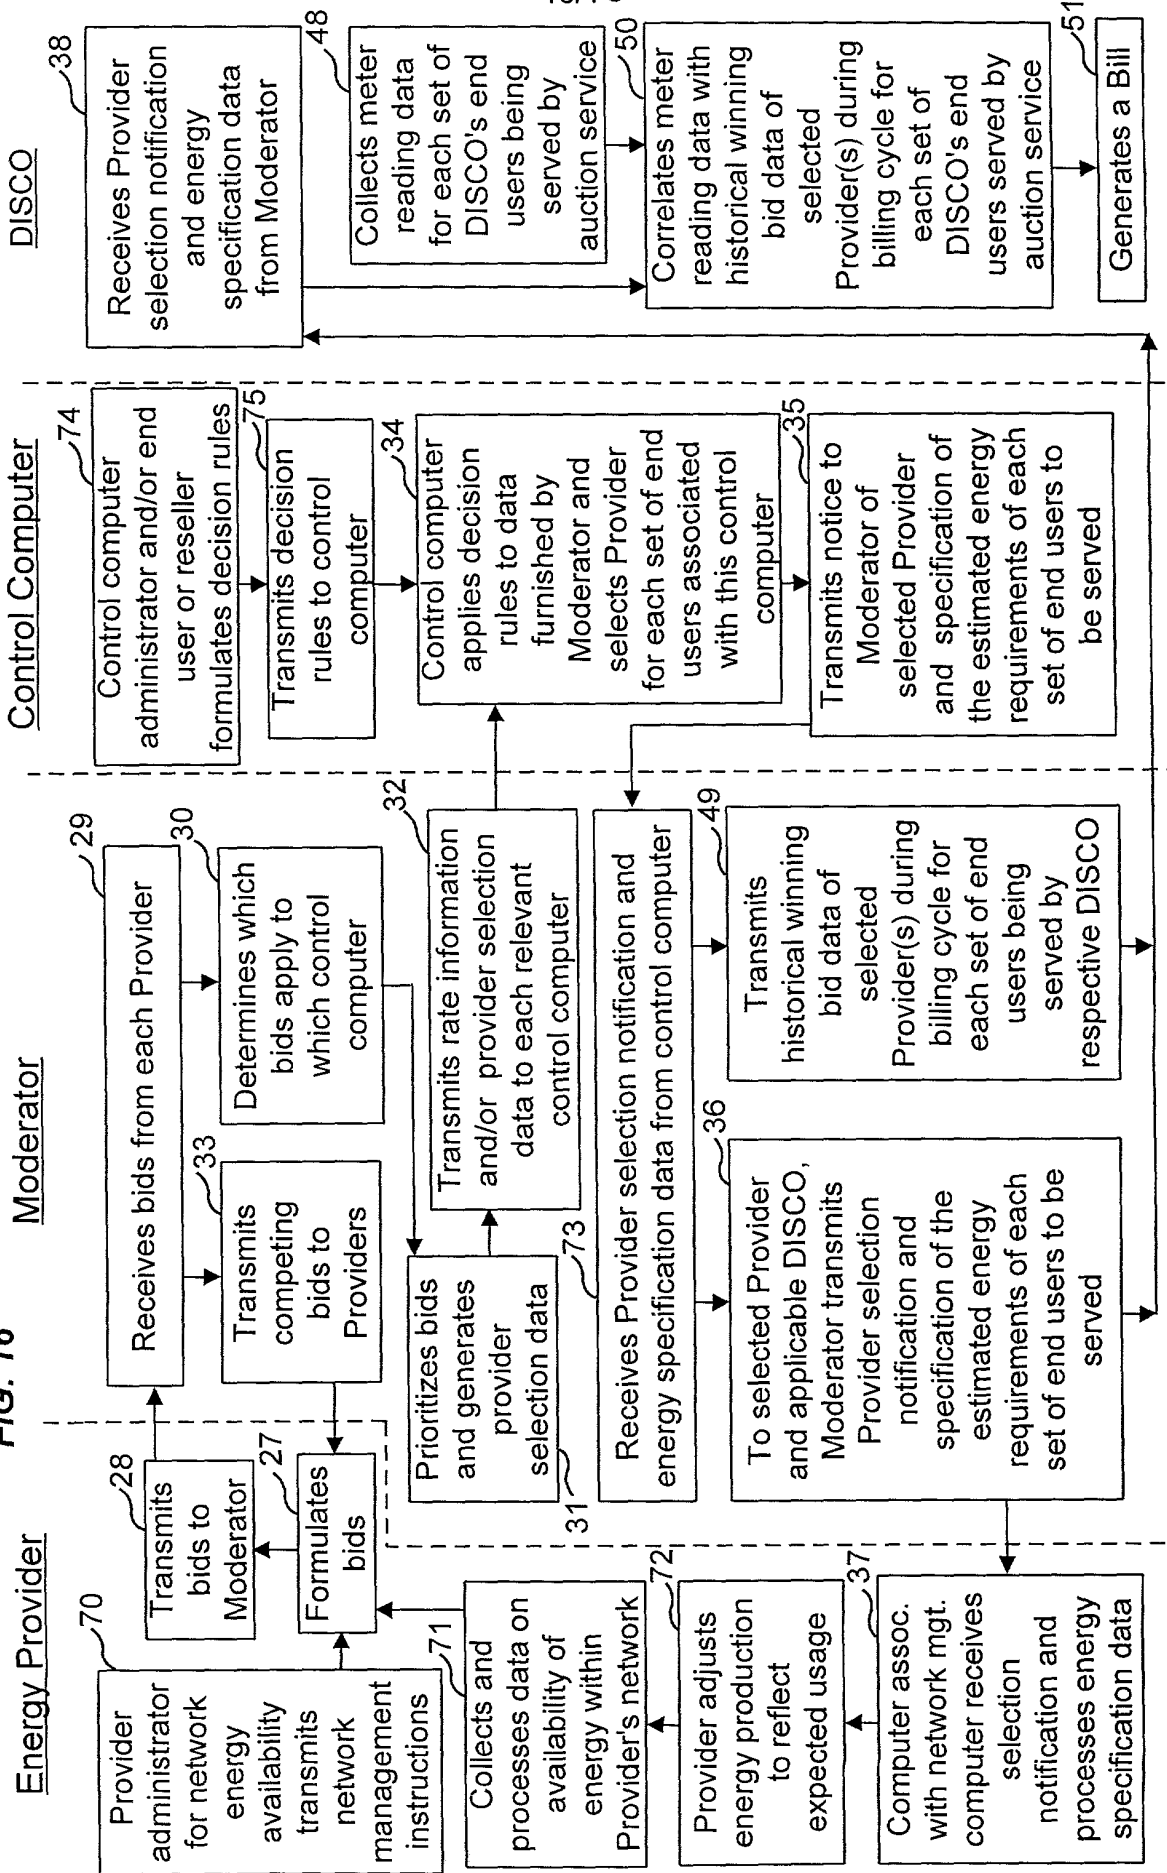 FIG. 16
Energy Provider
70
Provider
administrator
for network
energy
availability
transmits
network
management
instructions
28
Transmits
bids to
Moderator
27
Formulates
bids
71
Collects and
processes data on
availability of
energy within
Provider's network
72
Provider adjusts
energy production
to reflect
expected usage
37
Computer assoc.
with network mgt.
computer receives
selection
notification and
processes energy
specification data
Moderator
29
Receives bids from each Provider
33
Transmits
competing
bids to
Providers
30
Determines which
bids apply to
which control
computer
Prioritizes bids
and generates
provider
selection data
31
32
Transmits rate information
and/or provider selection
data to each relevant
control computer
73
Receives Provider selection notification and
energy specification data from control computer
36
To selected Provider
and applicable DISCO,
Moderator transmits
Provider selection
notification and
specification of the
estimated energy
requirements of each
set of end users to be
served
49
Transmits
historical winning
bid data of
selected
Provider(s) during
billing cycle for
each set of end
users being
served by
respective DISCO
Control Computer
74
Control computer
administrator and/or end
user or reseller
formulates decision rules
75
Transmits decision
rules to control
computer
34
Control computer
applies decision
rules to data
furnished by
Moderator and
selects Provider
for each set of end
users associated
with this control
computer
35
Transmits notice to
Moderator of
selected Provider
and specification of
the estimated energy
requirements of each
set of end users to
be served
DISCO
38
Receives Provider
selection notification
and energy
specification data
from Moderator
48
Collects meter
reading data
for each set of
DISCO's end
users being
served by
auction service
50
Correlates meter
reading data with
historical winning
bid data of
selected
Provider(s) during
billing cycle for
each set of
DISCO's end
users served by
auction service
51
Generates a Bill